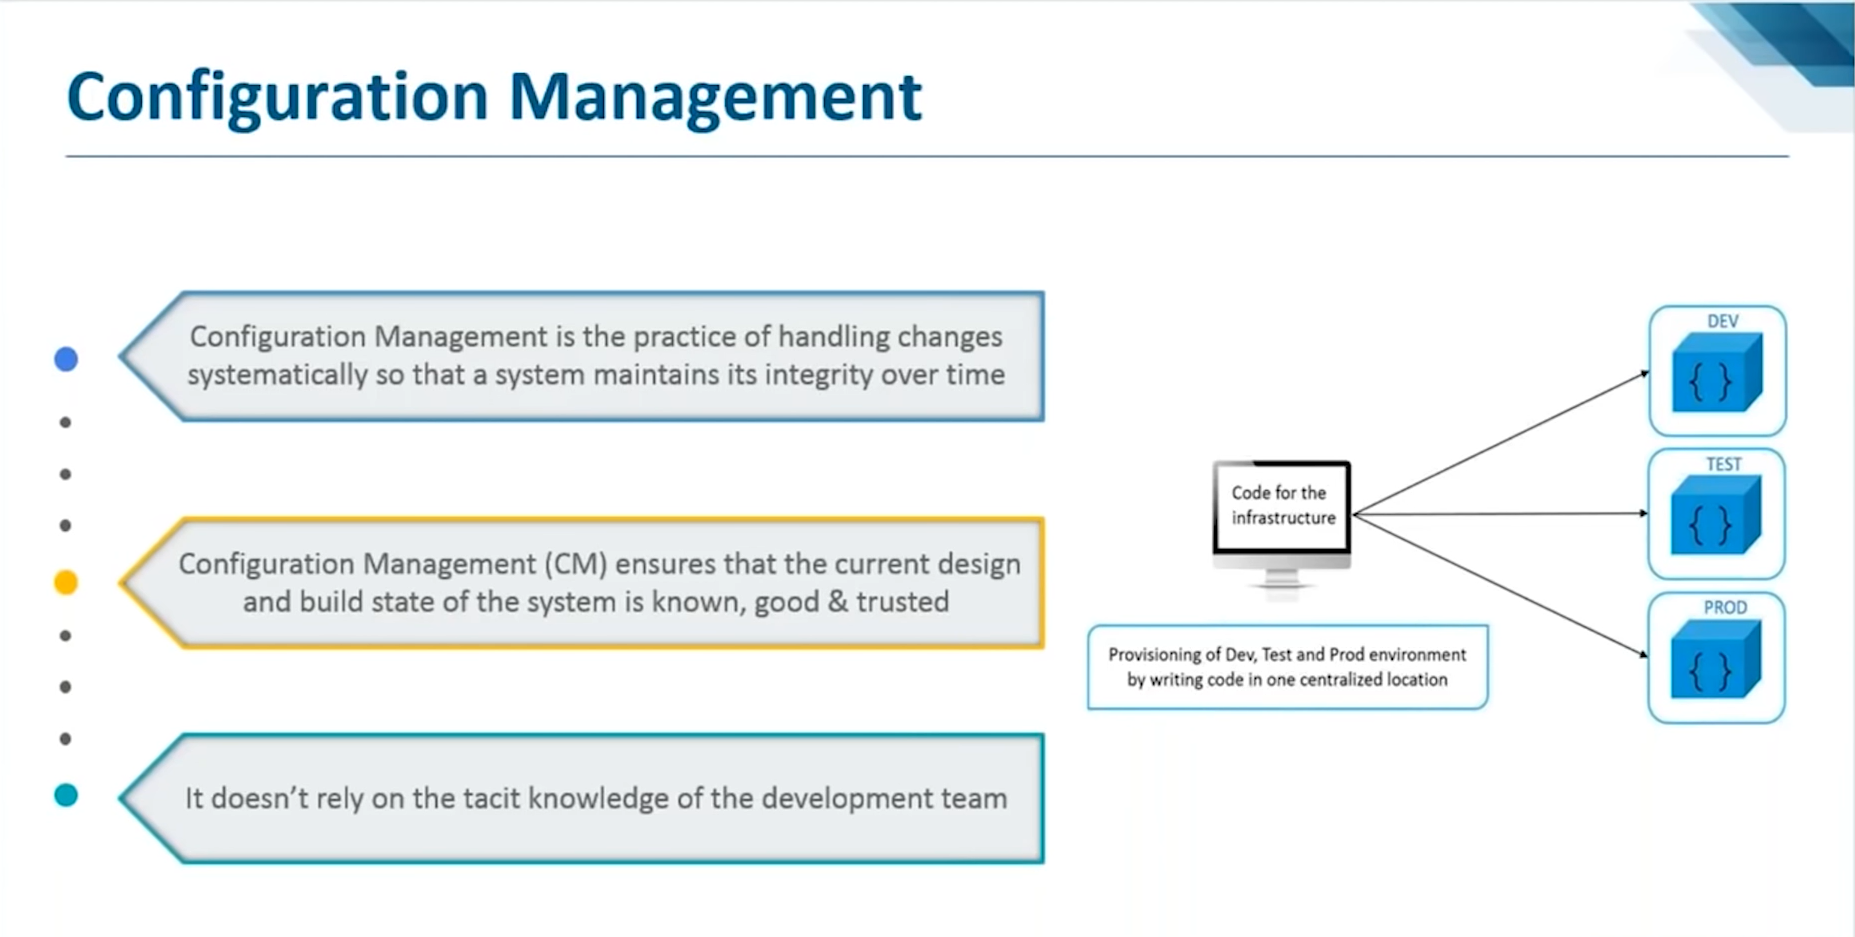 Configuration Management
Configuration Management is the practice of handling changes
systematically so that a system maintains its integrity over time
Configuration Management (CM) ensures that the current design
and build state of the system is known, good & trusted
It doesn’t rely on the tacit knowledge of the development team
Code for the
infrastructure
Provisioning of Dev, Test and Prod environment
by writing code in one centralized location
DEV
{ }
TEST
{ }
PROD
{ }